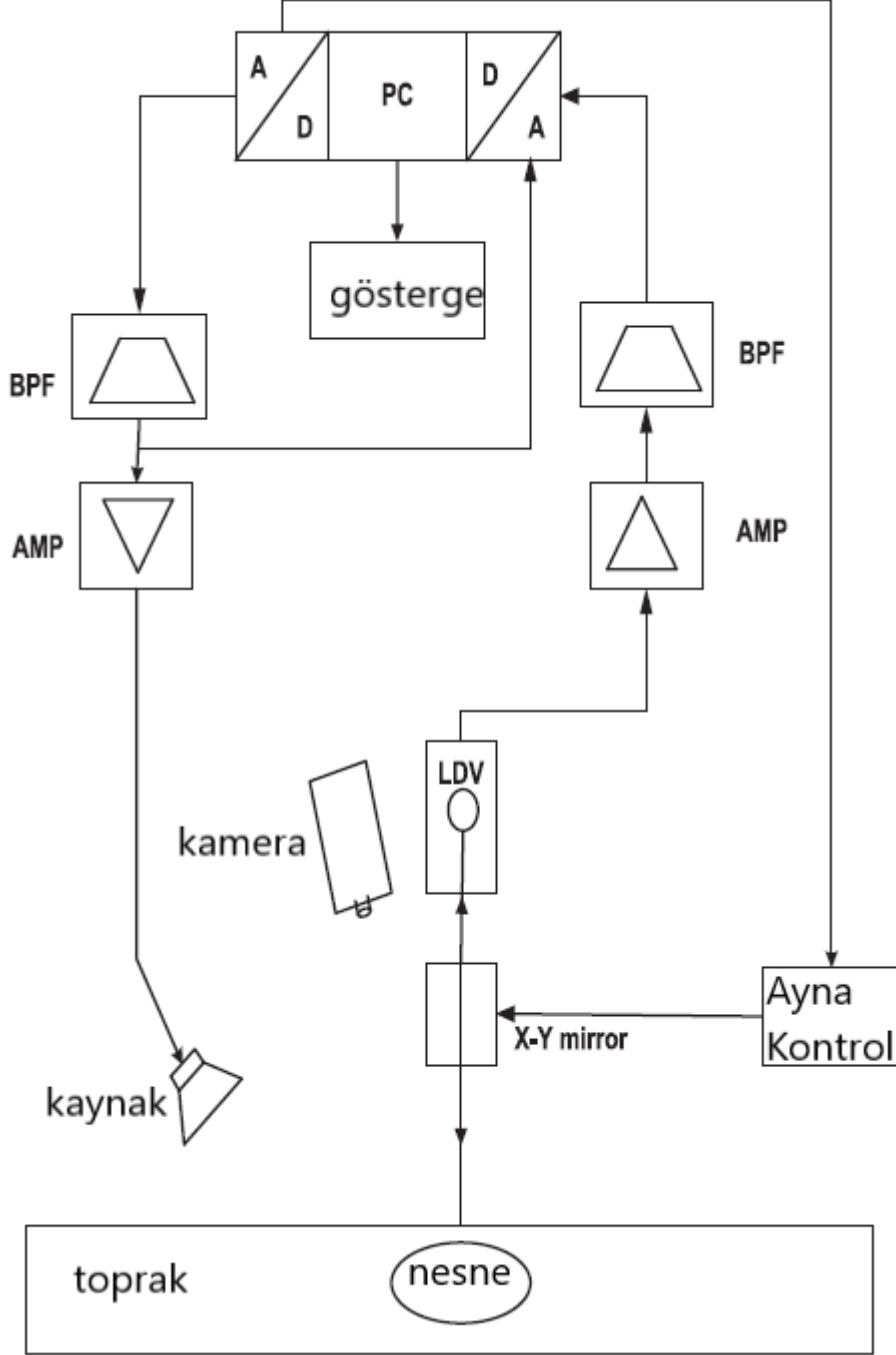 A
D
PC
D
A
gösterge
BPF
BPF
AMP
AMP
LDV
kamera
Ayna
Kontrol
X-Y mirror
kaynak
toprak
nesne